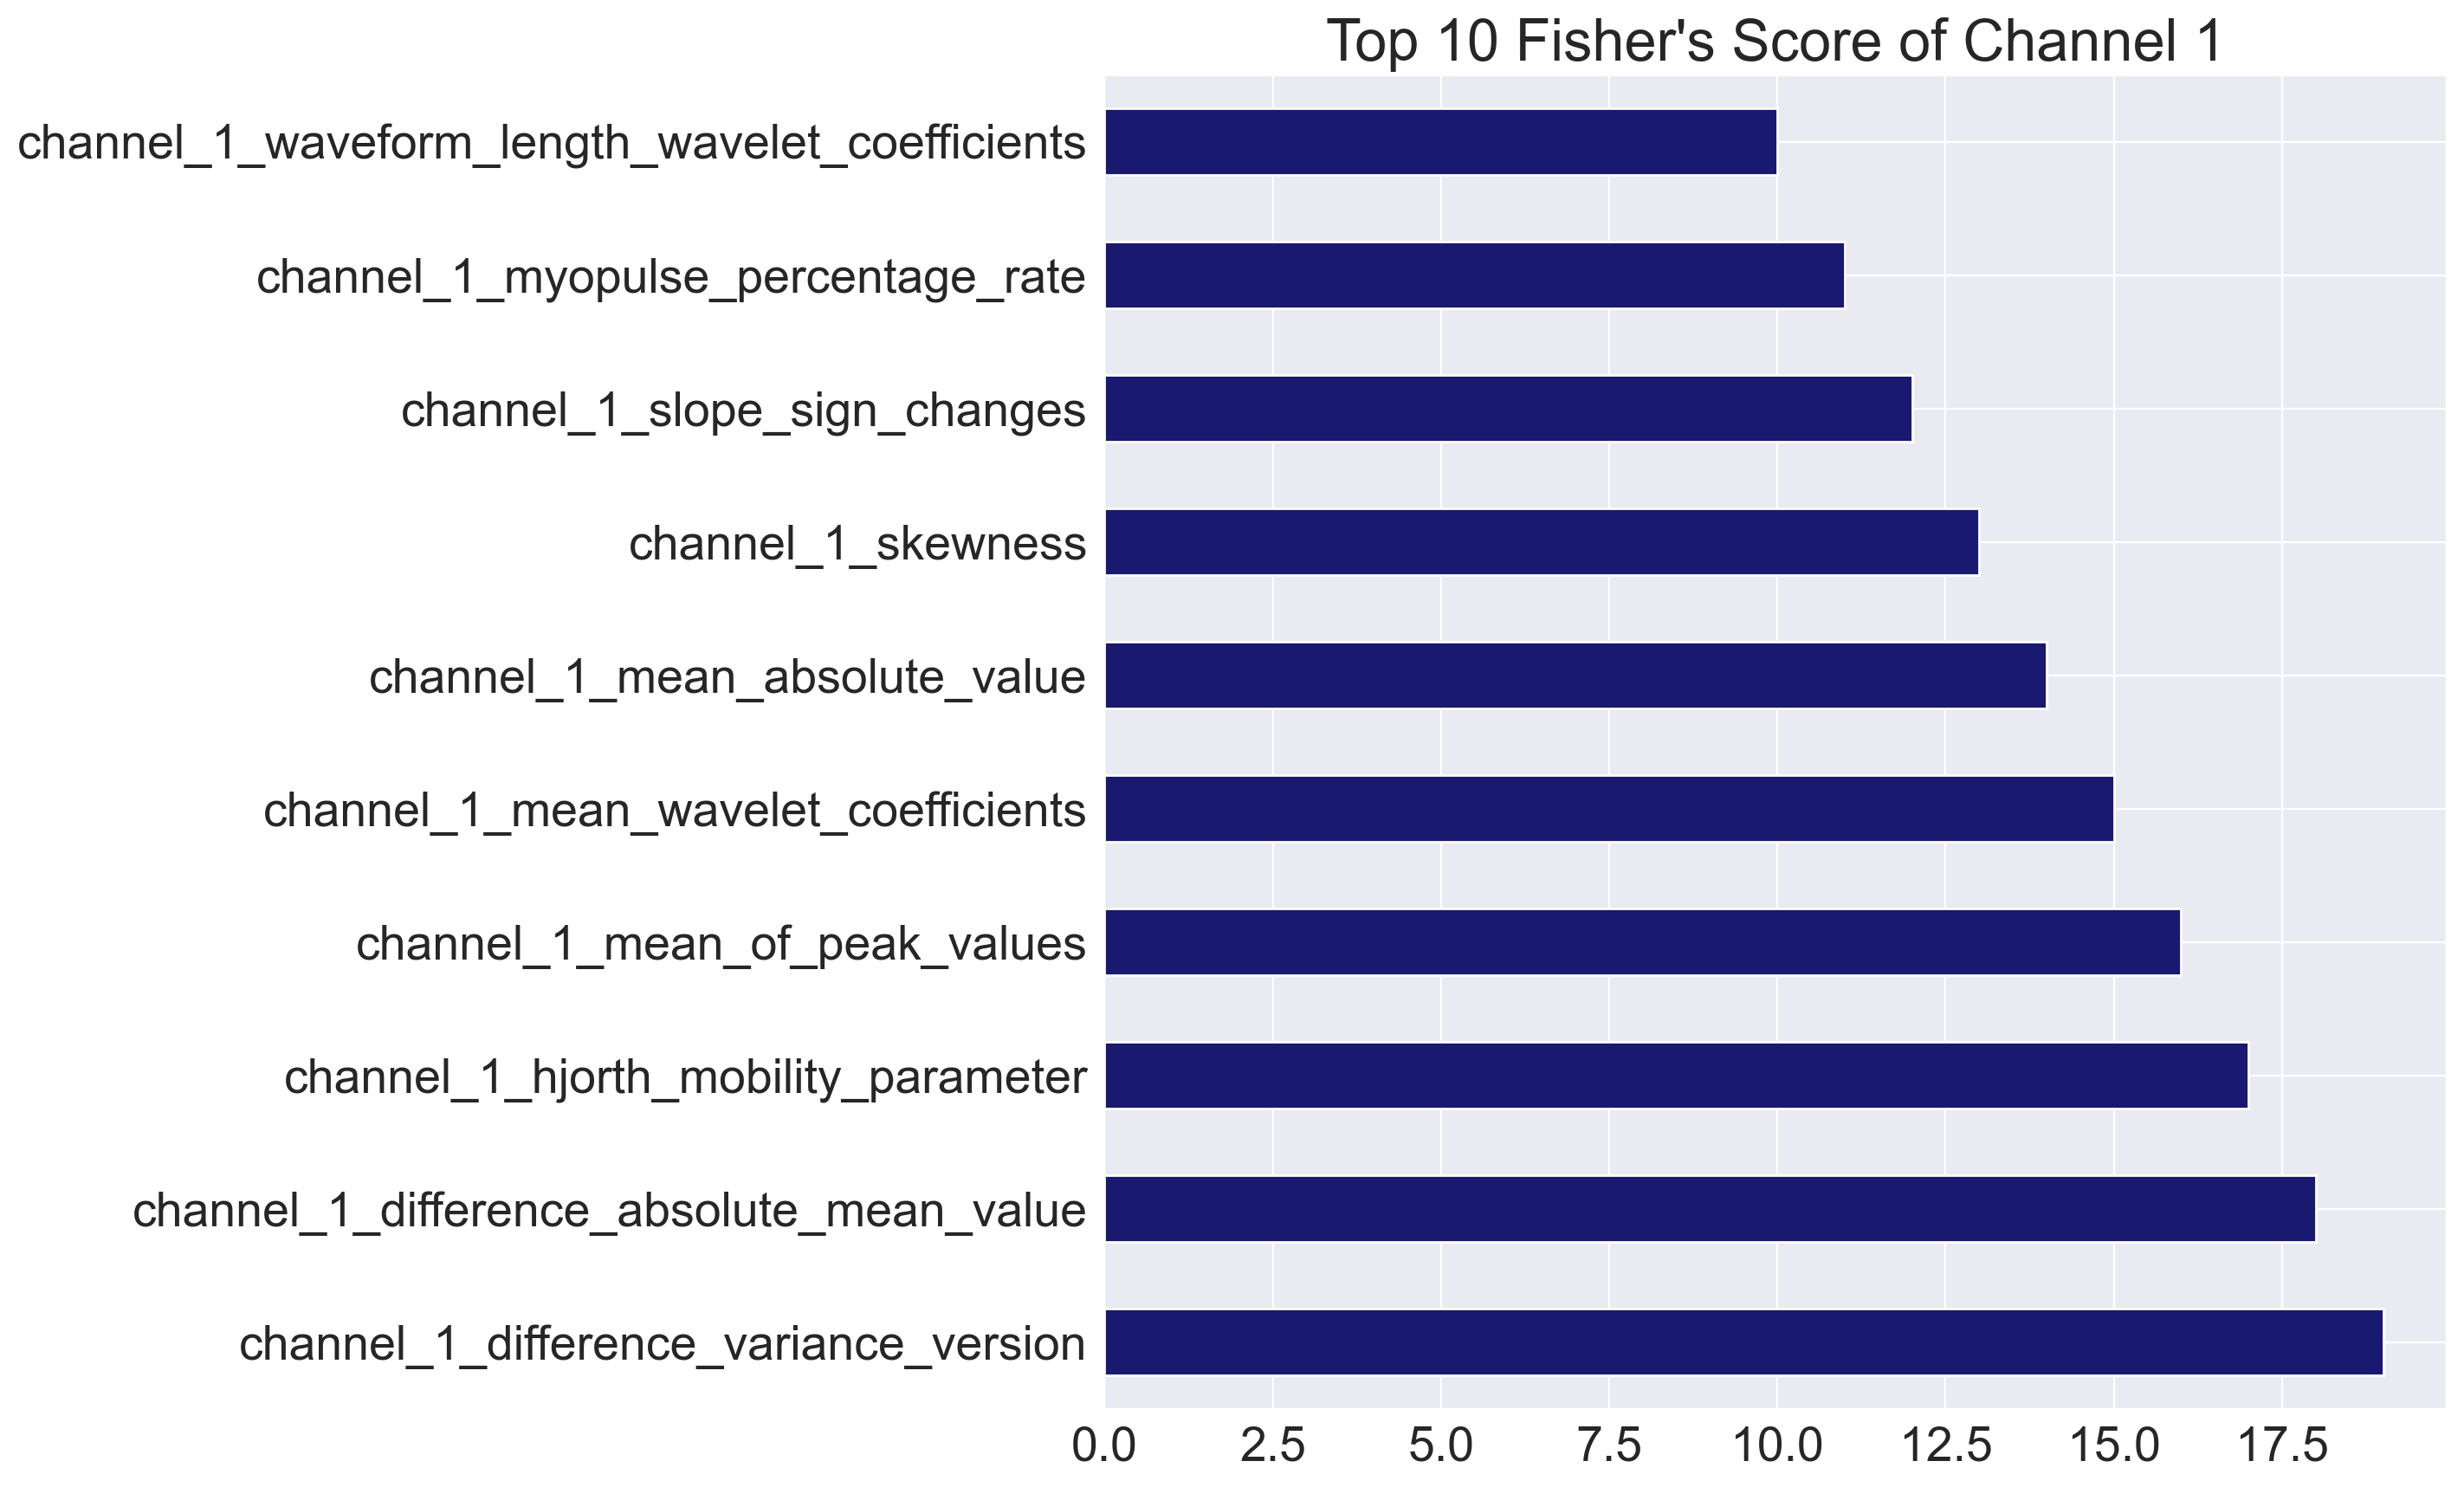 Top 10 Fisher's Score of Channel 1
channel_1_waveform_length_wavelet_coefficients
channel_1_myopulse_percentage_rate
channel_1_slope_sign_changes
channel_1_skewness
channel_1_mean_absolute_value
channel_1_mean_wavelet_coefficients
channel_1_mean_of_peak_values
channel_1_hjorth_mobility_parameter
channel_1_difference_absolute_mean_value
channel_1_difference_variance_version
0.0 2.5 5.0 7.5 10.0 12.5 15.0 17.5